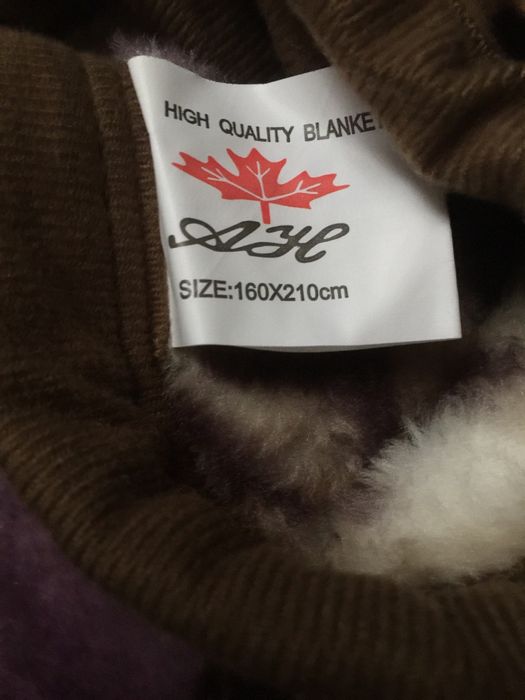 HIGH QUALITY BLANKE
AH
SIZE:160X210cm